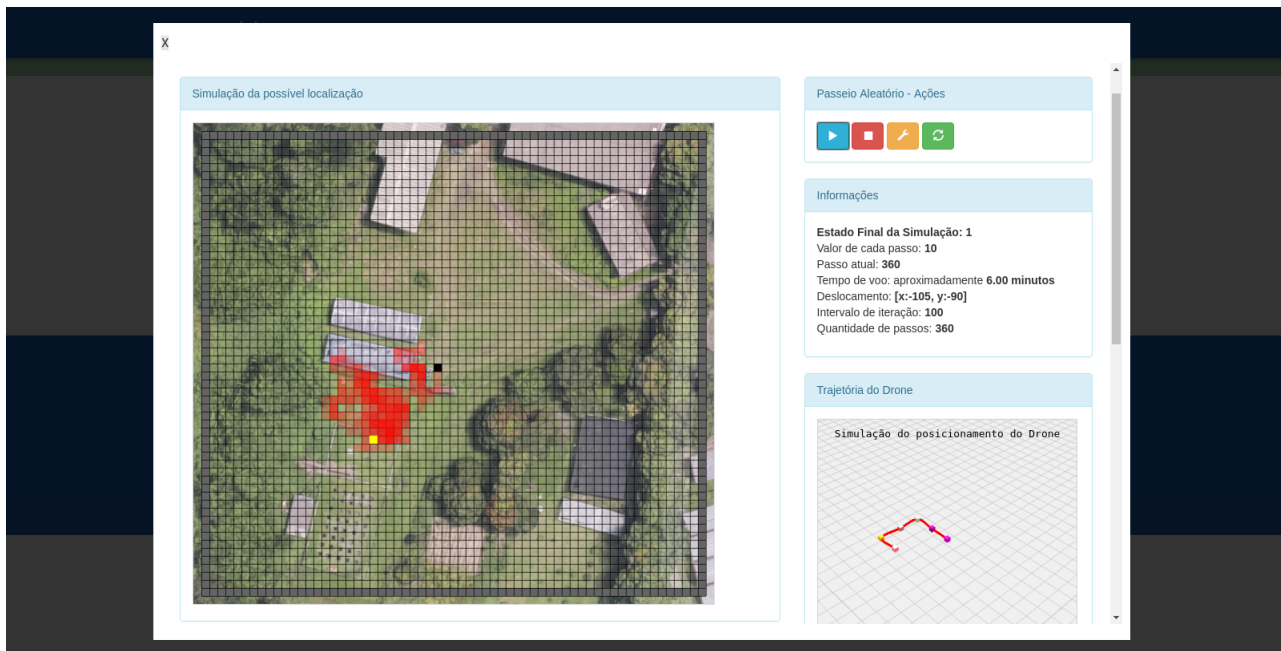 X
Simulação da possível localização
Passeio Aleatório - Ações
Informações
Estado Final da Simulação: 1
Valor de cada passo: 10
Passo atual: 360
Tempo de voo: aproximadamente 6.00 minutos
Deslocamento: [x:-105, y:-90]
Intervalo de iteração: 100
Quantidade de passos: 360
Trajetória do Drone
Simulação do posicionamento do Drone